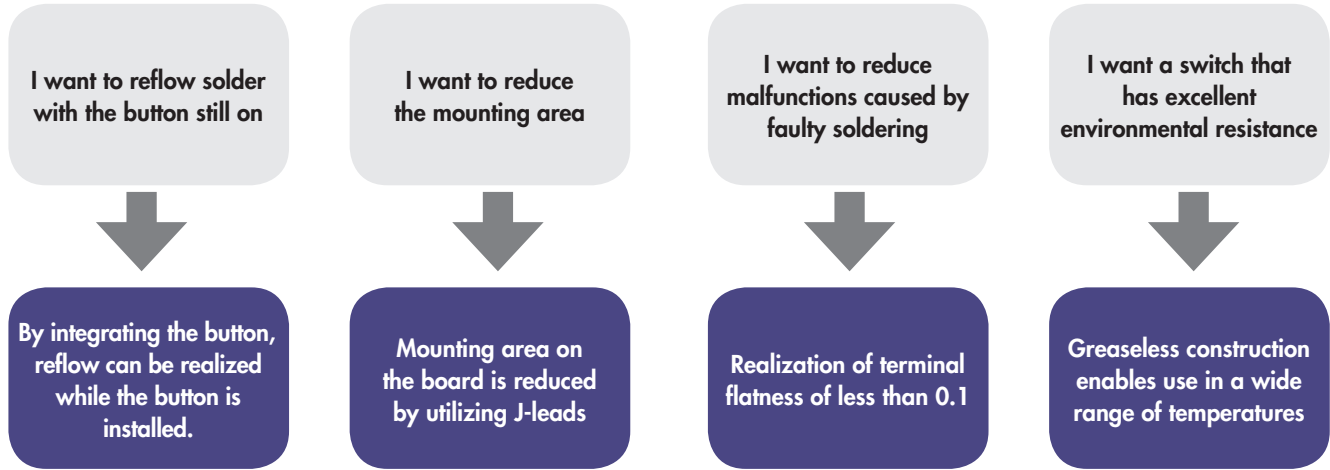 I want to reflow solder
with the button still on
I want to reduce
the mounting area
I want to reduce
malfunctions caused by
faulty soldering
I want a switch that
has excellent
environmental resistance
By integrating the button,
reflow can be realized
while the button is
installed.
Mounting area on
the board is reduced
by utilizing J-leads
Realization of terminal
flatness of less than 0.1
Greaseless construction
enables use in a wide
range of temperatures